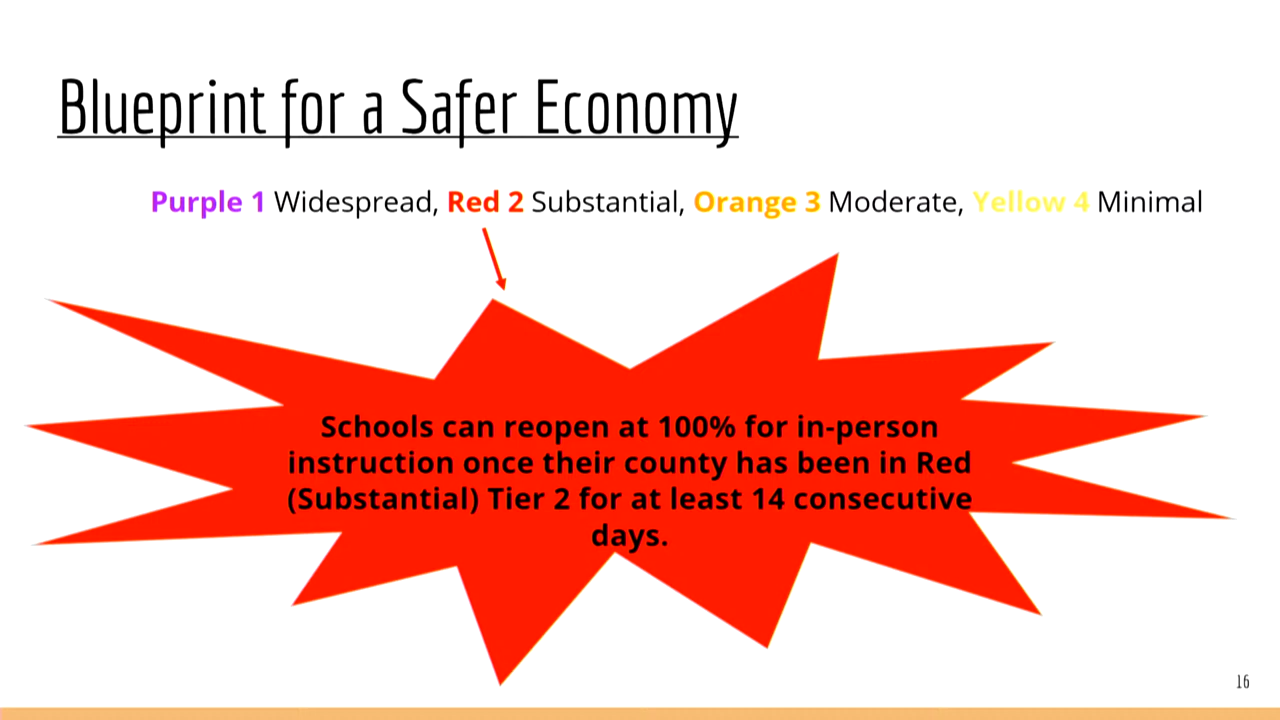 Blueprint for a Safer Economy
Purple 1 Widespread, Red 2 Substantial, Orange 3 Moderate, Yellow 4 Minimal
Schools can reopen at 100% for in-person
instruction once their county has been in Red
(Substantial) Tier 2 for at least 14 consecutive
days.
16